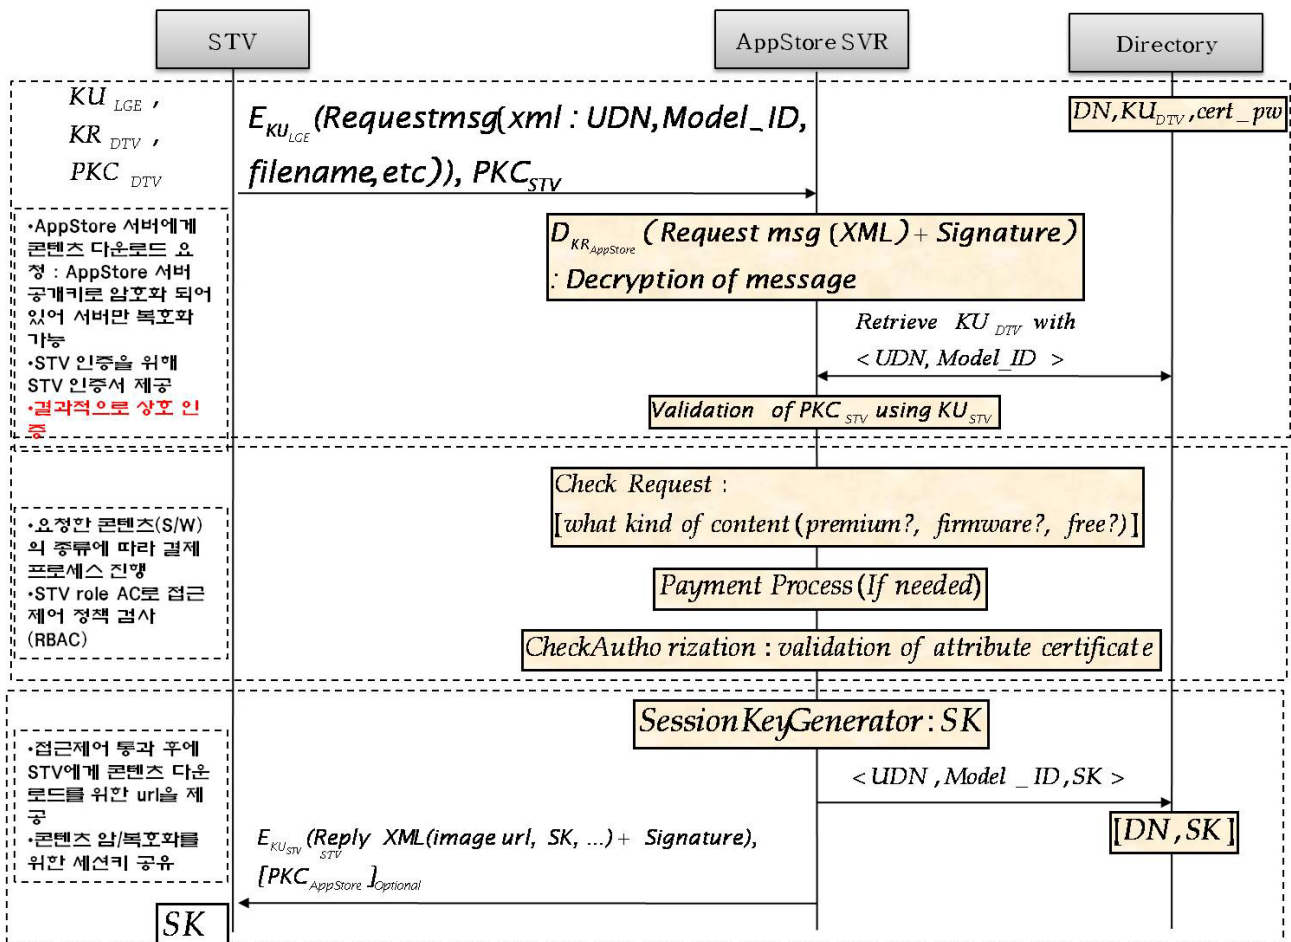 STV
AppStore SVR
Directory
KU LGE ,
KR DTV ,
PKC DTV
E KU LGE (Requestmsg(xml : UDN, Model_ID,
filename, etc)), PKC STV
DN, KU DTV , cert_pw
•AppStore 서버에게
콘텐츠 다운로드 요
청 : AppStore 서버
공개키로 암호화 되어
있어 서버만 복호화
가능
•STV 인증을 위해
STV 인증서 제공
•결과적으로 상호 인
증
D KR AppStore (Request msg (XML) + Signature)
: Decryption of message
Retrieve KU DTV with
< UDN, Model_ID >
Validation of PKC STV using KU STV
•요청한 콘텐츠(S/W)
의 종류에 따라 결제
프로세스 진행
•STV role AC로 접근
제어 정책 검사
(RBAC)
Check Request :
[what kind of content (premium?, firmware?, free?)]
Payment Process (If needed)
CheckAutho rization : validation of attribute certificate
•접근제어 통과 후에
STV에게 콘텐츠 다운
로드를 위한 url을 제
공
•콘텐츠 암/복호화를
위한 세션키 공유
SessionKeyGenerator : SK
< UDN , Model _ ID , SK >
[DN, SK]
E KU STV (Reply STV XML(image url, SK, ...) + Signature),
[PKC AppStore ] Optional
SK